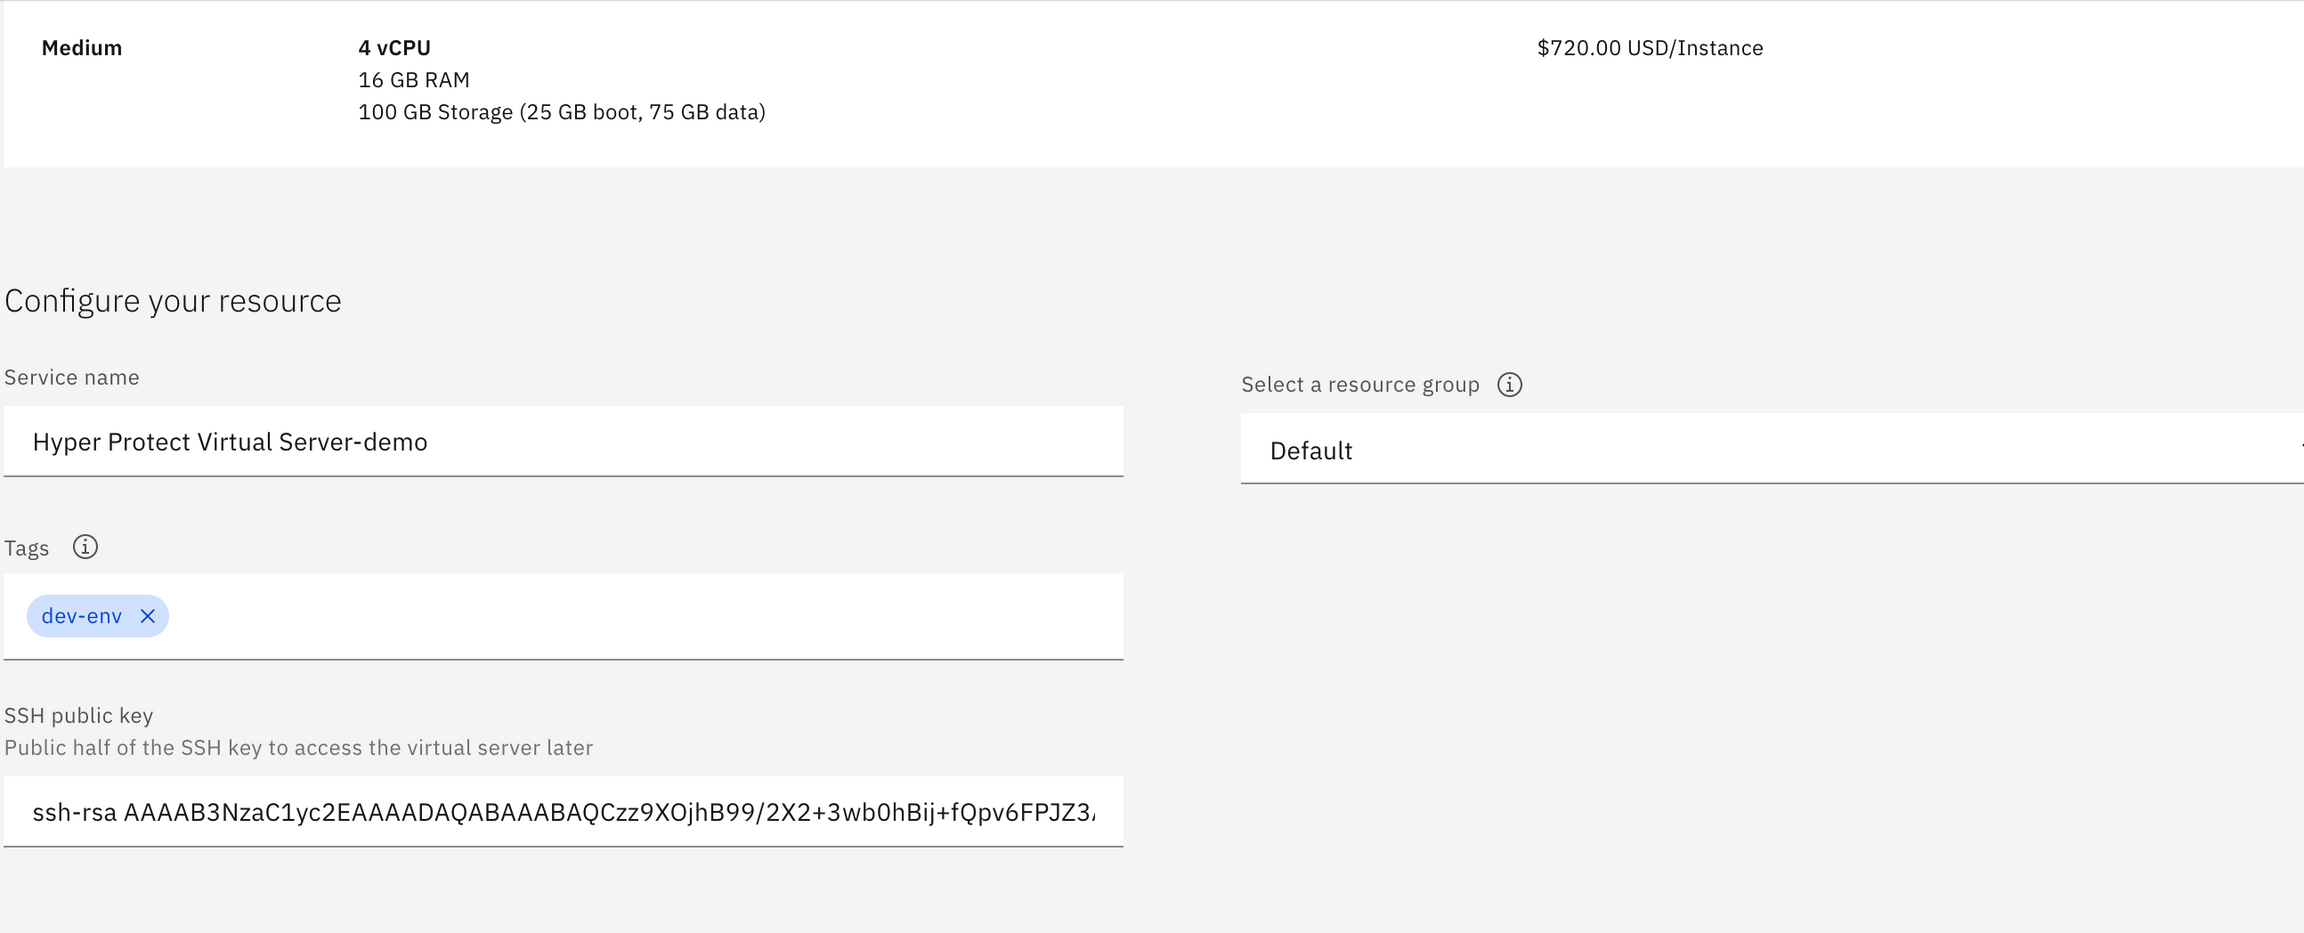 Medium
4 vCPU
$720.00 USD/Instance
16 GB RAM
100 GB Storage (25 GB boot, 75 GB data)
Configure your resource
Service name
Select a resource group
Hyper Protect Virtual Server-demo
Default
Tags
dev-env
SSH public key
Public half of the SSH key to access the virtual server later
ssh-rsa AAAAB3NzaC1yc2EAAAADAQABAAABAQCzz9XOjhB99/2X2+3wb0hBij+fQpv6FPJZ3